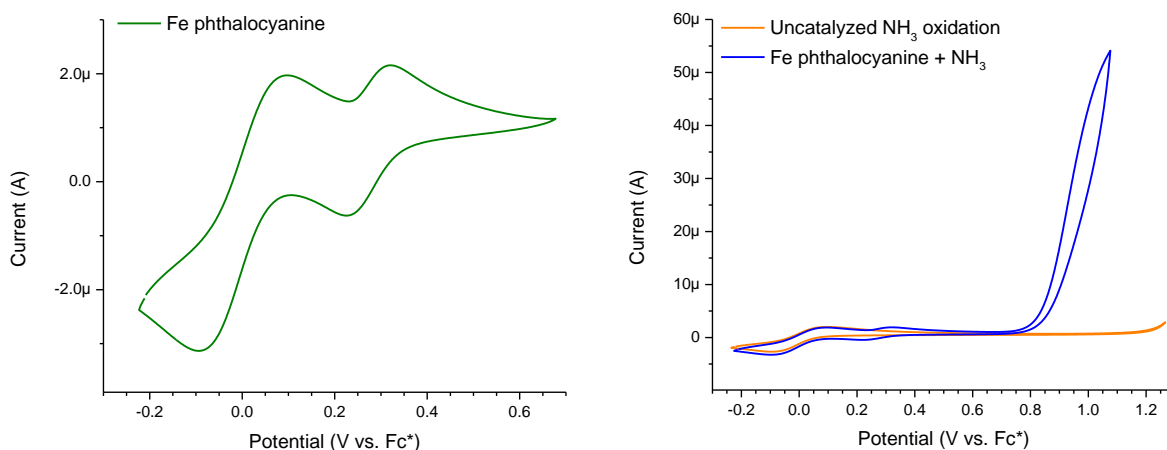 Fe phthalocyanine
2.0µ
0.0
-2.0µ
Current (A)
-0.2 0.0 0.2 0.4 0.6
Potential (V vs. Fc*)
Uncatalyzed NH₃ oxidation
Fe phthalocyanine + NH₃
60µ
50µ
40µ
30µ
20µ
10µ
0
-10µ
Current (A)
-0.2 0.0 0.2 0.4 0.6 0.8 1.0 1.2
Potential (V vs. Fc*)